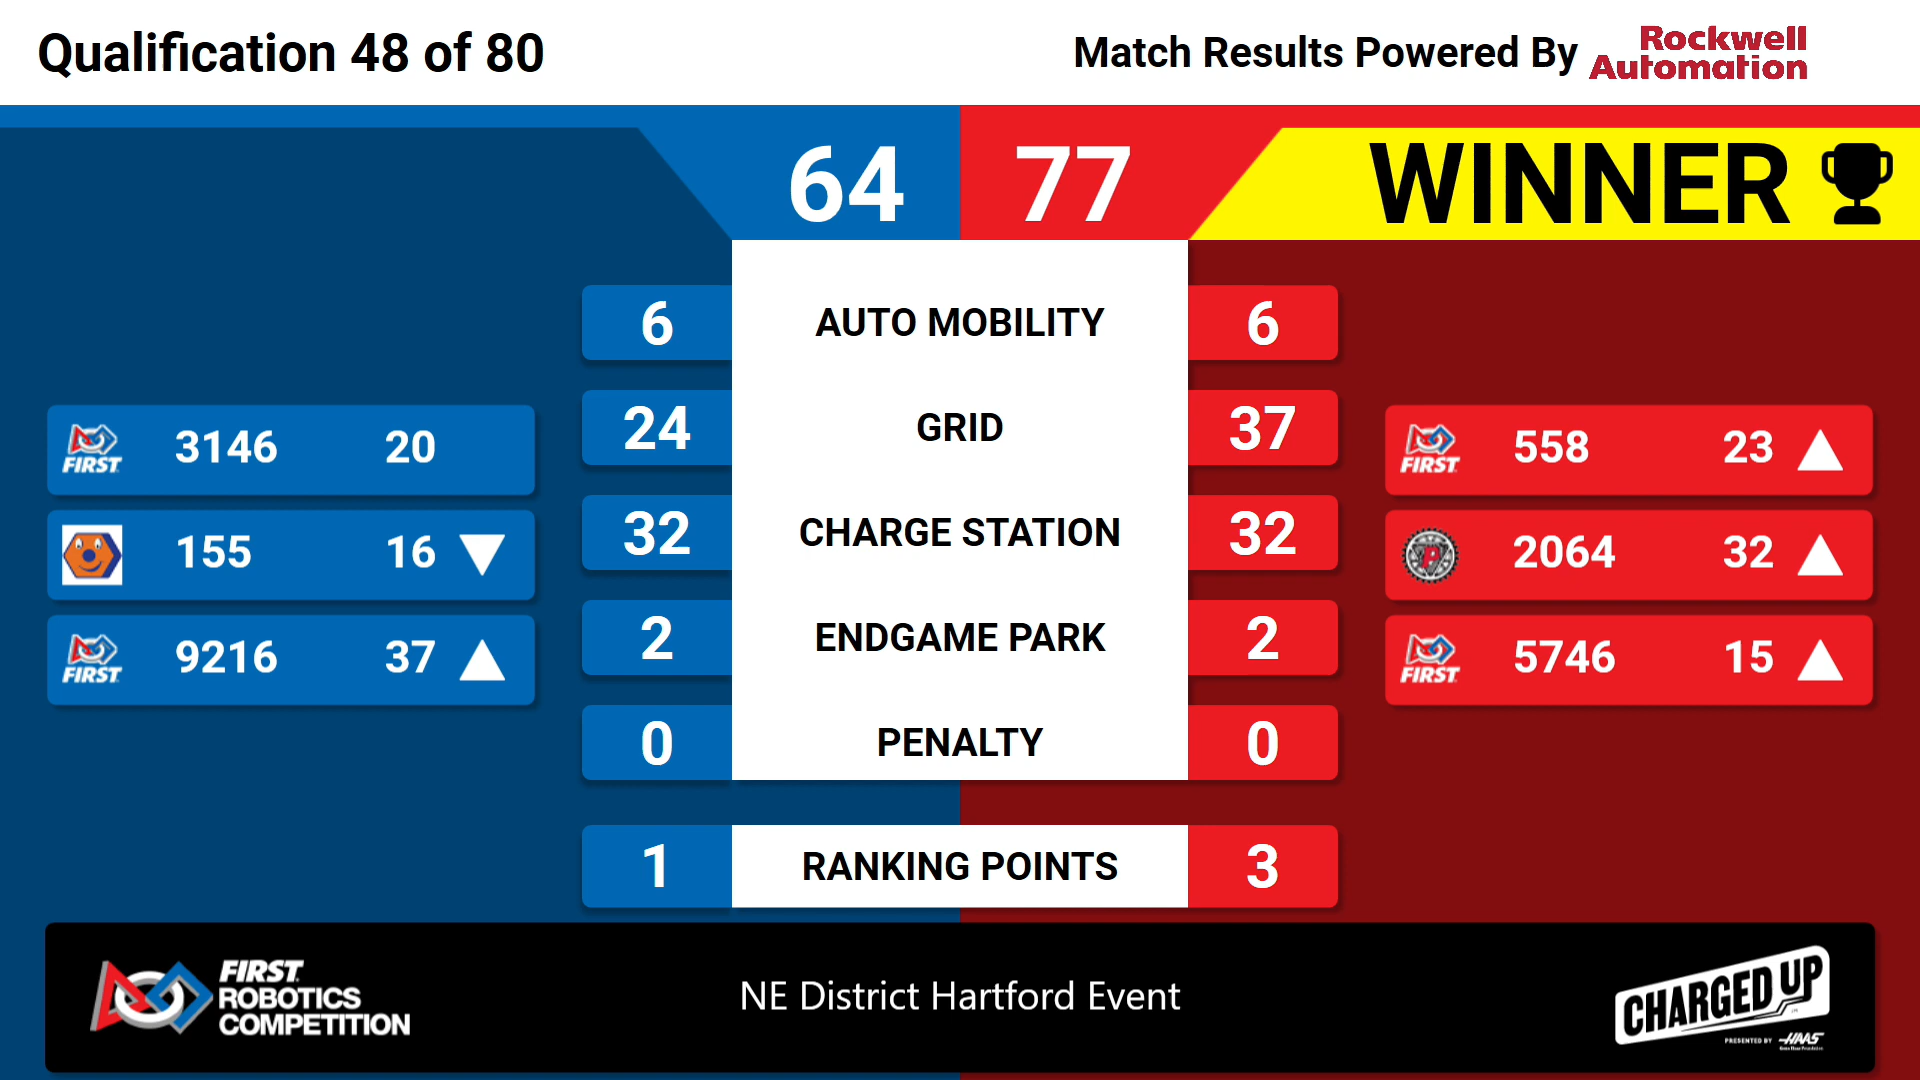 Qualification 48 of 80
Match Results Powered By Rockwell Automation
64 77 WINNER
6 AUTO MOBILITY 6
24 GRID 37
3146 20
558 23
32 CHARGE STATION 32
155 16
2064 32
2 ENDGAME PARK 2
9216 37
5746 15
0 PENALTY 0
1 RANKING POINTS 3
FIRST
FIRST
FIRST
FIRST
P
FIRST
ROBOTICS
COMPETITION
NE District Hartford Event
CHARGED UP
PRESENTED BY HAAS